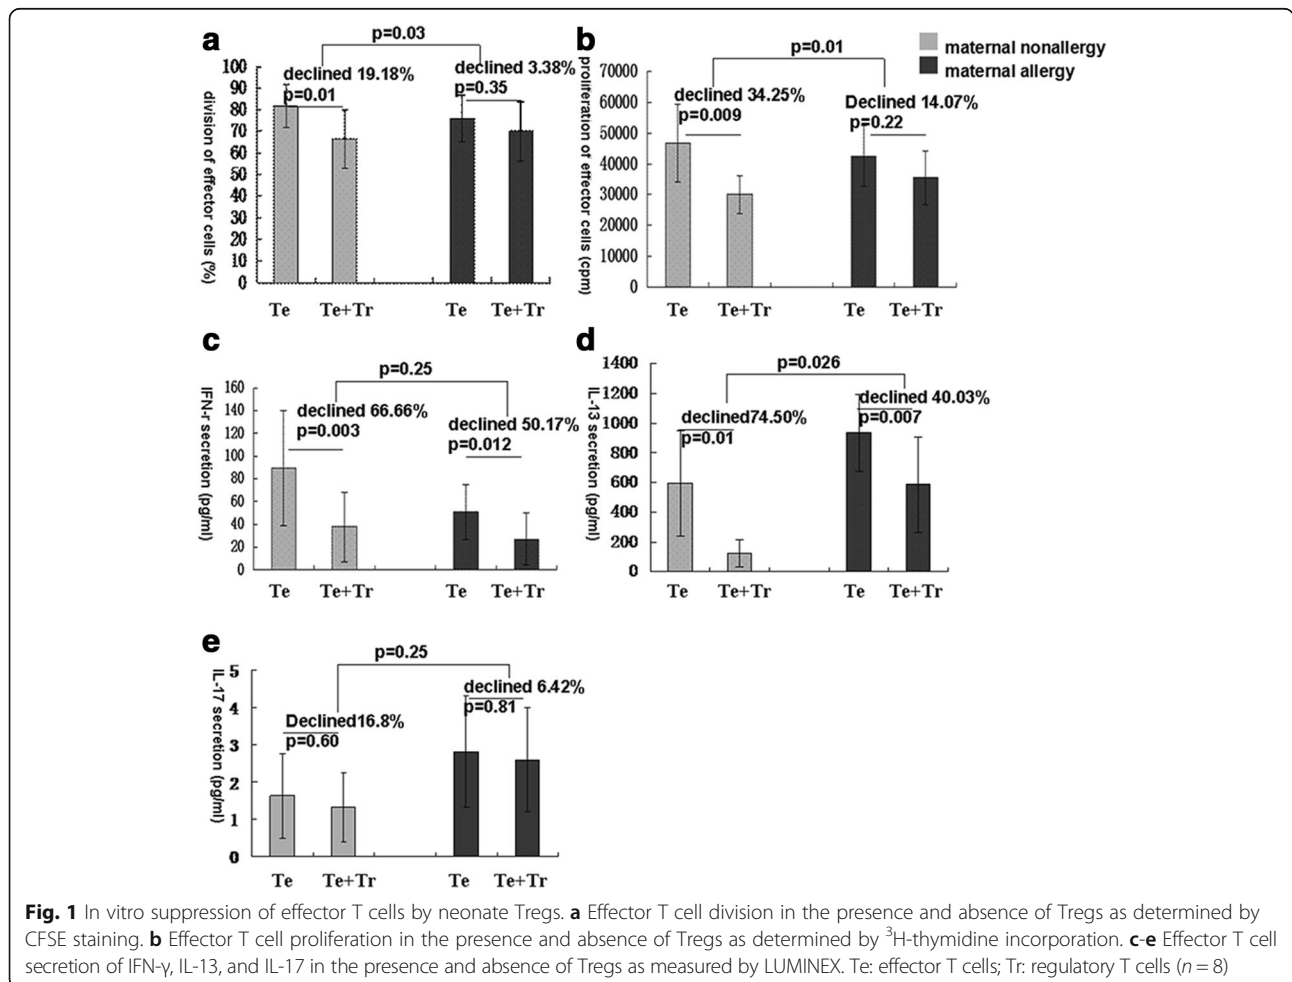 a
p=0.03
declined 19.18%
p=0.01
declined 3.38%
p=0.35
division of effector cells (%)
100
90
80
70
60
50
40
30
20
10
0
Te
Te+Tr
Te
Te+Tr
b
maternal nonallergy
maternal allergy
p=0.01
declined 34.25%
p=0.009
Declined 14.07%
p=0.22
proliferation of effector cells (cpm)
70000
60000
50000
40000
30000
20000
10000
0
Te
Te+Tr
Te
Te+Tr
c
p=0.25
declined 66.66%
p=0.003
declined 50.17%
p=0.012
IFN-r secretion (pg/ml)
160
140
120
100
80
60
40
20
0
Te
Te+Tr
Te
Te+Tr
d
p=0.026
declined74.50%
p=0.01
declined 40.03%
p=0.007
IL-13 secretion (pg/ml)
1400
1200
1000
800
600
400
200
0
Te
Te+Tr
Te
Te+Tr
e
p=0.25
Declined16.8%
p=0.60
declined 6.42%
p=0.81
IL-17 secretion (pg/ml)
5
4
3
2
1
0
Te
Te+Tr
Te
Te+Tr
Fig. 1 In vitro suppression of effector T cells by neonate Tregs. a Effector T cell division in the presence and absence of Tregs as determined by
CFSE staining. b Effector T cell proliferation in the presence and absence of Tregs as determined by ³H-thymidine incorporation. c-e Effector T cell
secretion of IFN-γ, IL-13, and IL-17 in the presence and absence of Tregs as measured by LUMINEX. Te: effector T cells; Tr: regulatory T cells (n = 8)